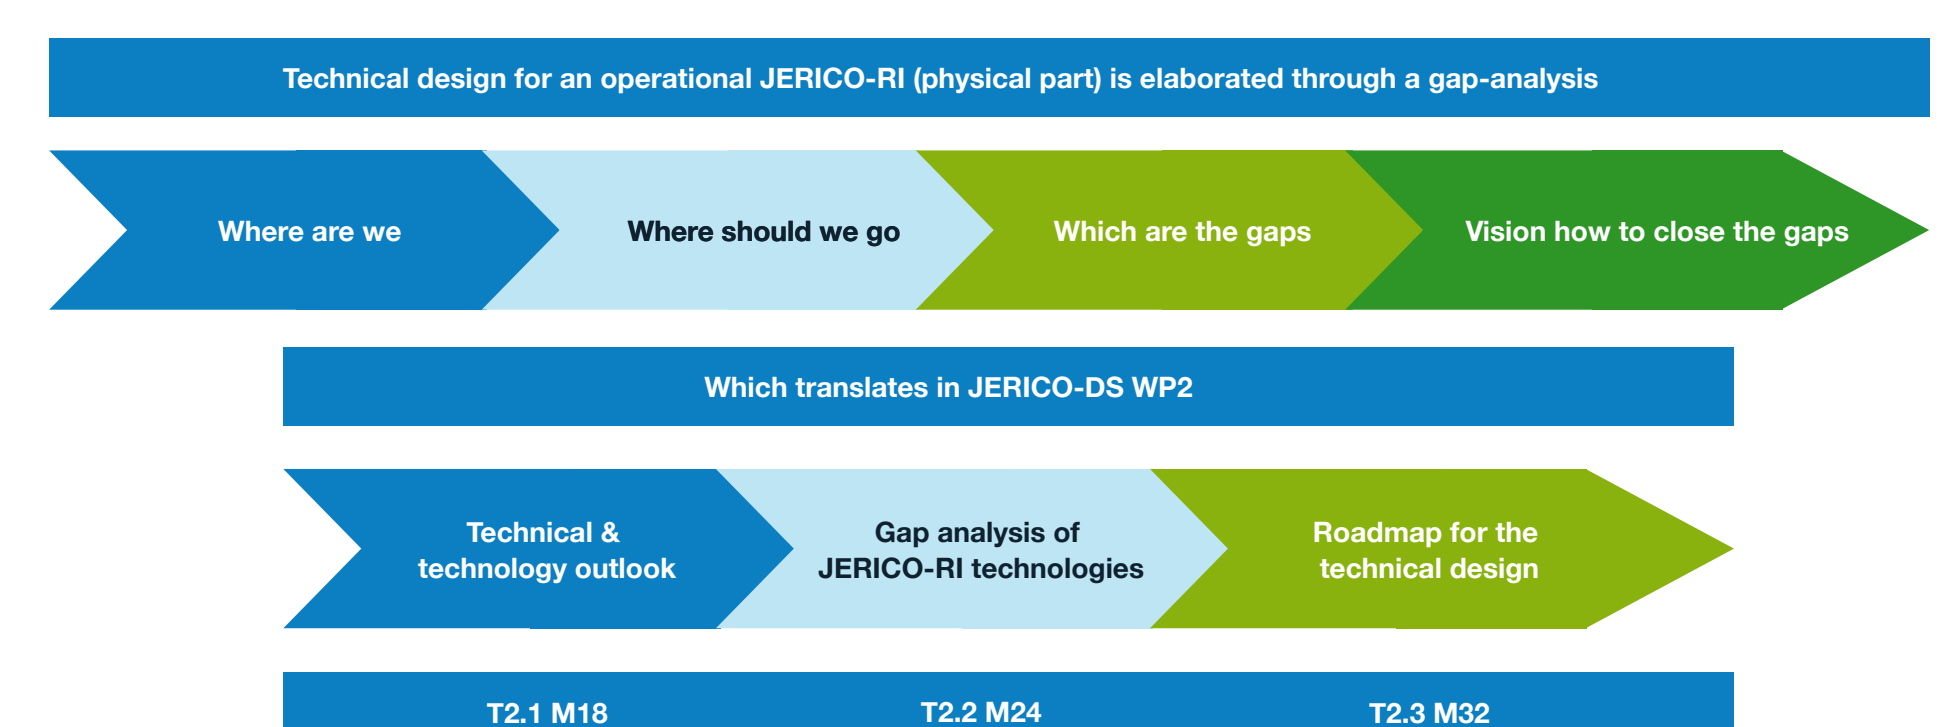 Technical design for an operational JERICO-RI (physical part) is elaborated through a gap-analysis
Where are we
Where should we go
Which are the gaps
Vision how to close the gaps
Which translates in JERICO-DS WP2
Technical &
technology outlook
Gap analysis of
JERICO-RI technologies
Roadmap for the
technical design
T2.1 M18
T2.2 M24
T2.3 M32